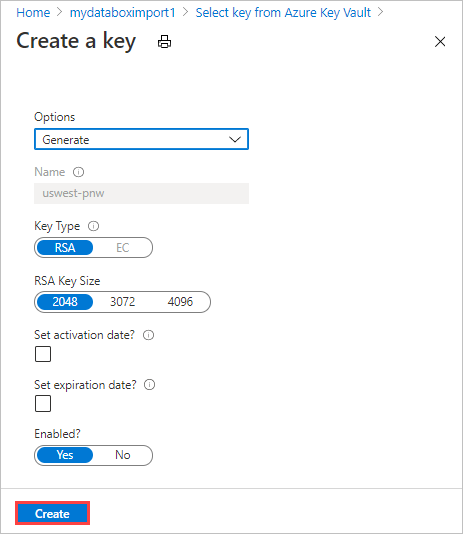 Home > mydataboximport1 > Select key from Azure Key Vault >
Create a key
Options
Generate
Name
uswest-pnw
Key Type
RSA EC
RSA Key Size
2048 3072 4096
Set activation date?
Set expiration date?
Enabled?
Yes No
Create